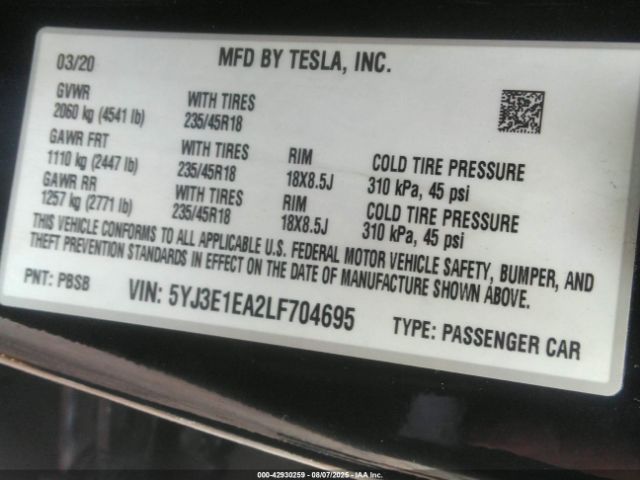 03/20 MFD BY TESLA, INC.
GVWR
2060 kg (4541 lb) WITH TIRES 235/45R18
GAWR FRT
1110 kg (2447 lb) WITH TIRES 235/45R18 RIM 18X8.5J COLD TIRE PRESSURE 310 kPa, 45 psi
GAWR RR
1257 kg (2771 lb) WITH TIRES 235/45R18 RIM 18X8.5J COLD TIRE PRESSURE 310 kPa, 45 psi
THIS VEHICLE CONFORMS TO ALL APPLICABLE U.S. FEDERAL MOTOR VEHICLE SAFETY, BUMPER, AND
THEFT PREVENTION STANDARDS IN EFFECT ON THE DATE OF MANUFACTURE SHOWN ABOVE.
PNT: PBSB VIN: 5YJ3E1EA2LF704695 TYPE: PASSENGER CAR
000-42930259 - 08/07/2025 - IAA, Inc.